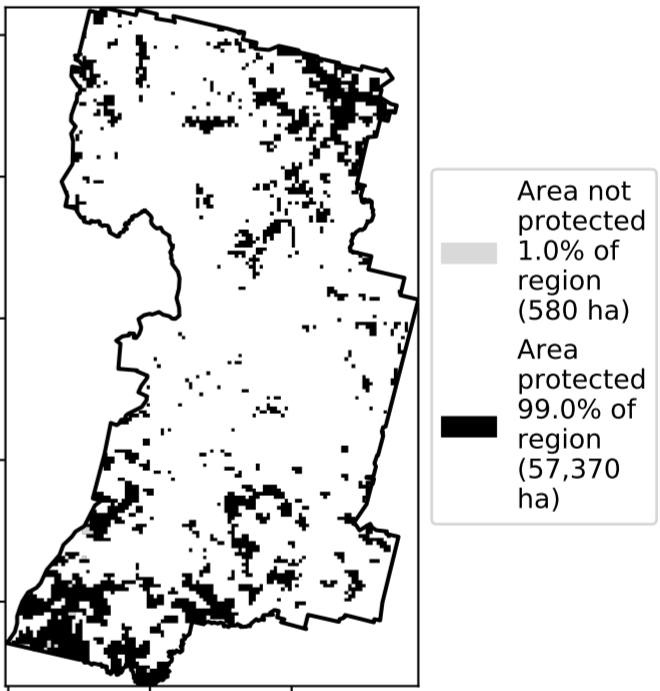 Area not
protected
1.0% of
region
(580 ha)
Area
protected
99.0% of
region
(57,370
ha)